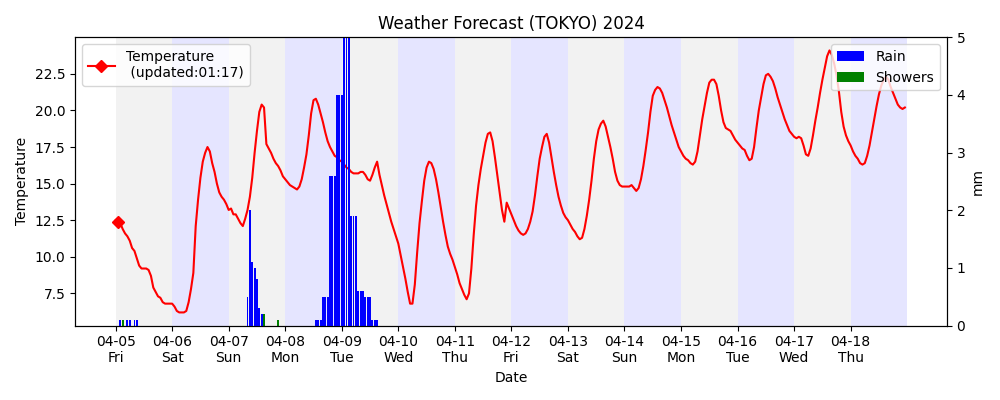 Weather Forecast (TOKYO) 2024
Temperature
(updated:01:17)
Rain
Showers
Temperature
22.5
20.0
17.5
15.0
12.5
10.0
7.5
5
4
3
2
1
0
mm
04-05 04-06 04-07 04-08 04-09 04-10 04-11 04-12 04-13 04-14 04-15 04-16 04-17 04-18
Fri Sat Sun Mon Tue Wed Thu Fri Sat Sun Mon Tue Wed Thu
Date